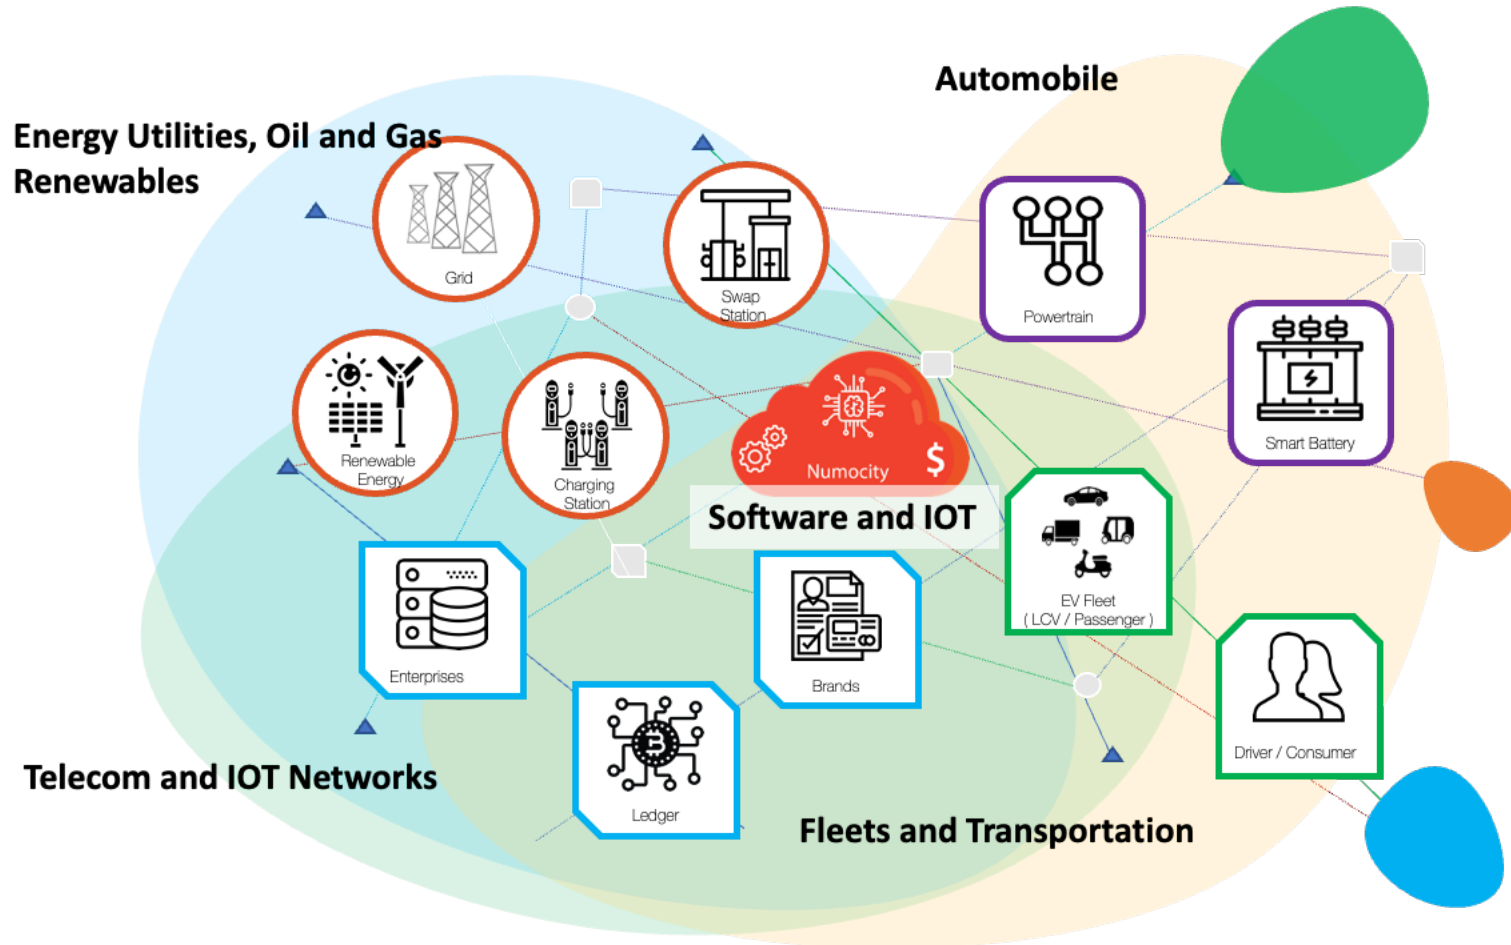 Automobile
Energy Utilities, Oil and Gas
Renewables
Grid
Swap
Station
Powertrain
Smart Battery
Renewable
Energy
Charging
Station
Numocity
$
Software and IOT
EV Fleet
( LCV / Passenger )
Enterprises
Brands
Driver / Consumer
Telecom and IOT Networks
Ledger
Fleets and Transportation